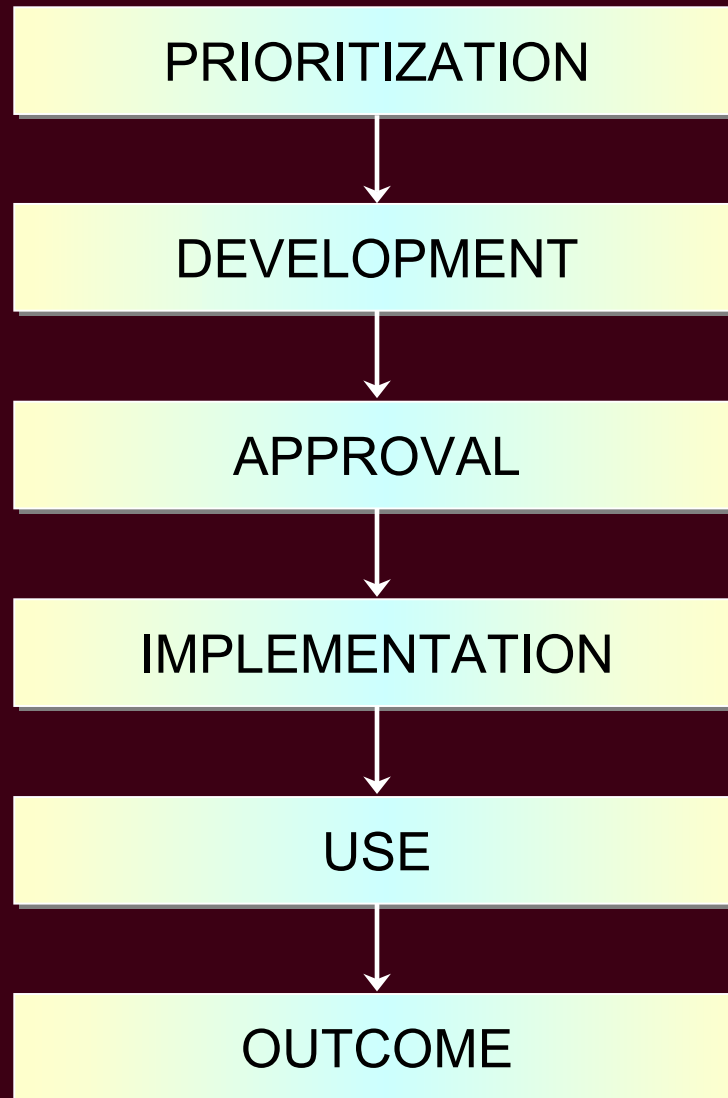 PRIORITIZATION
DEVELOPMENT
APPROVAL
IMPLEMENTATION
USE
OUTCOME